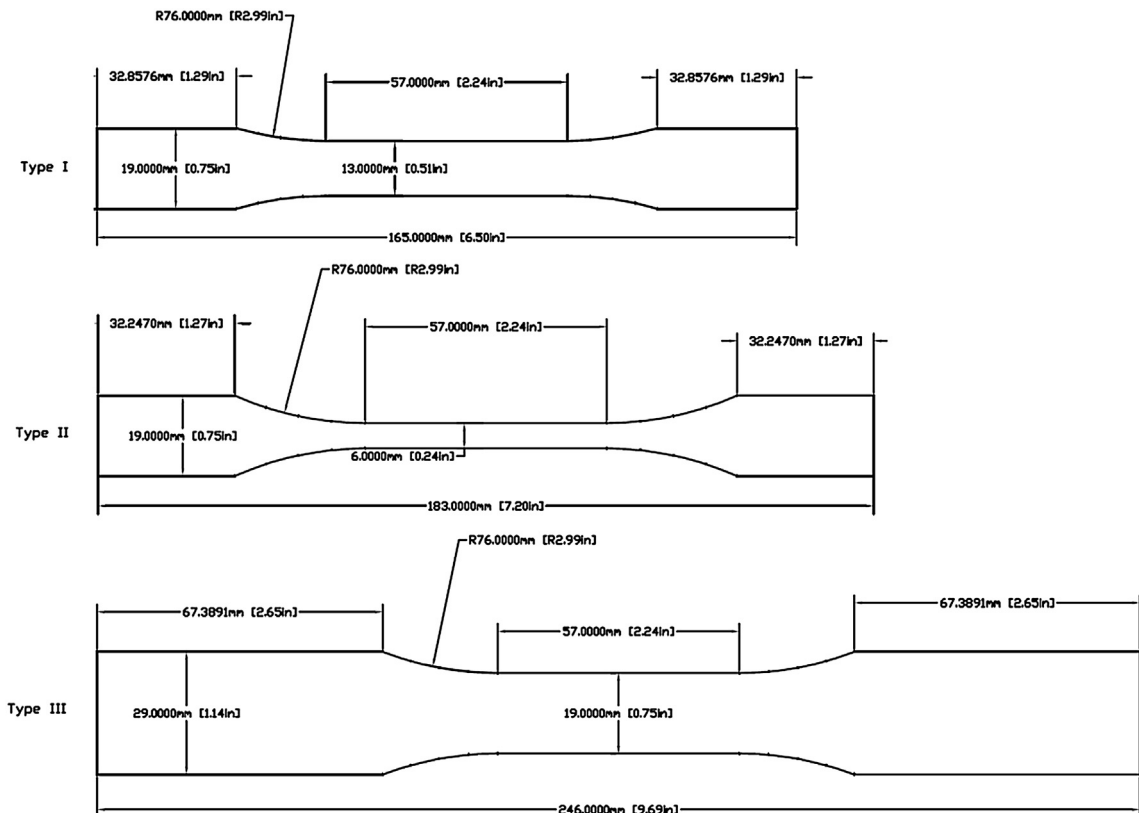 R76.0000mm [R2.99in]
32.8576mm [1.29in]
57.0000mm [2.24in]
32.8576mm [1.29in]
Type I
19.0000mm [0.75in]
13.0000mm [0.51in]
165.0000mm [6.50in]
R76.0000mm [R2.99in]
32.2470mm [1.27in]
57.0000mm [2.24in]
32.2470mm [1.27in]
Type II
19.0000mm [0.75in]
6.0000mm [0.24in]
183.0000mm [7.20in]
R76.0000mm [R2.99in]
67.3891mm [2.65in]
67.3891mm [2.65in]
57.0000mm [2.24in]
Type III
29.0000mm [1.14in]
19.0000mm [0.75in]
246.0000mm [9.69in]